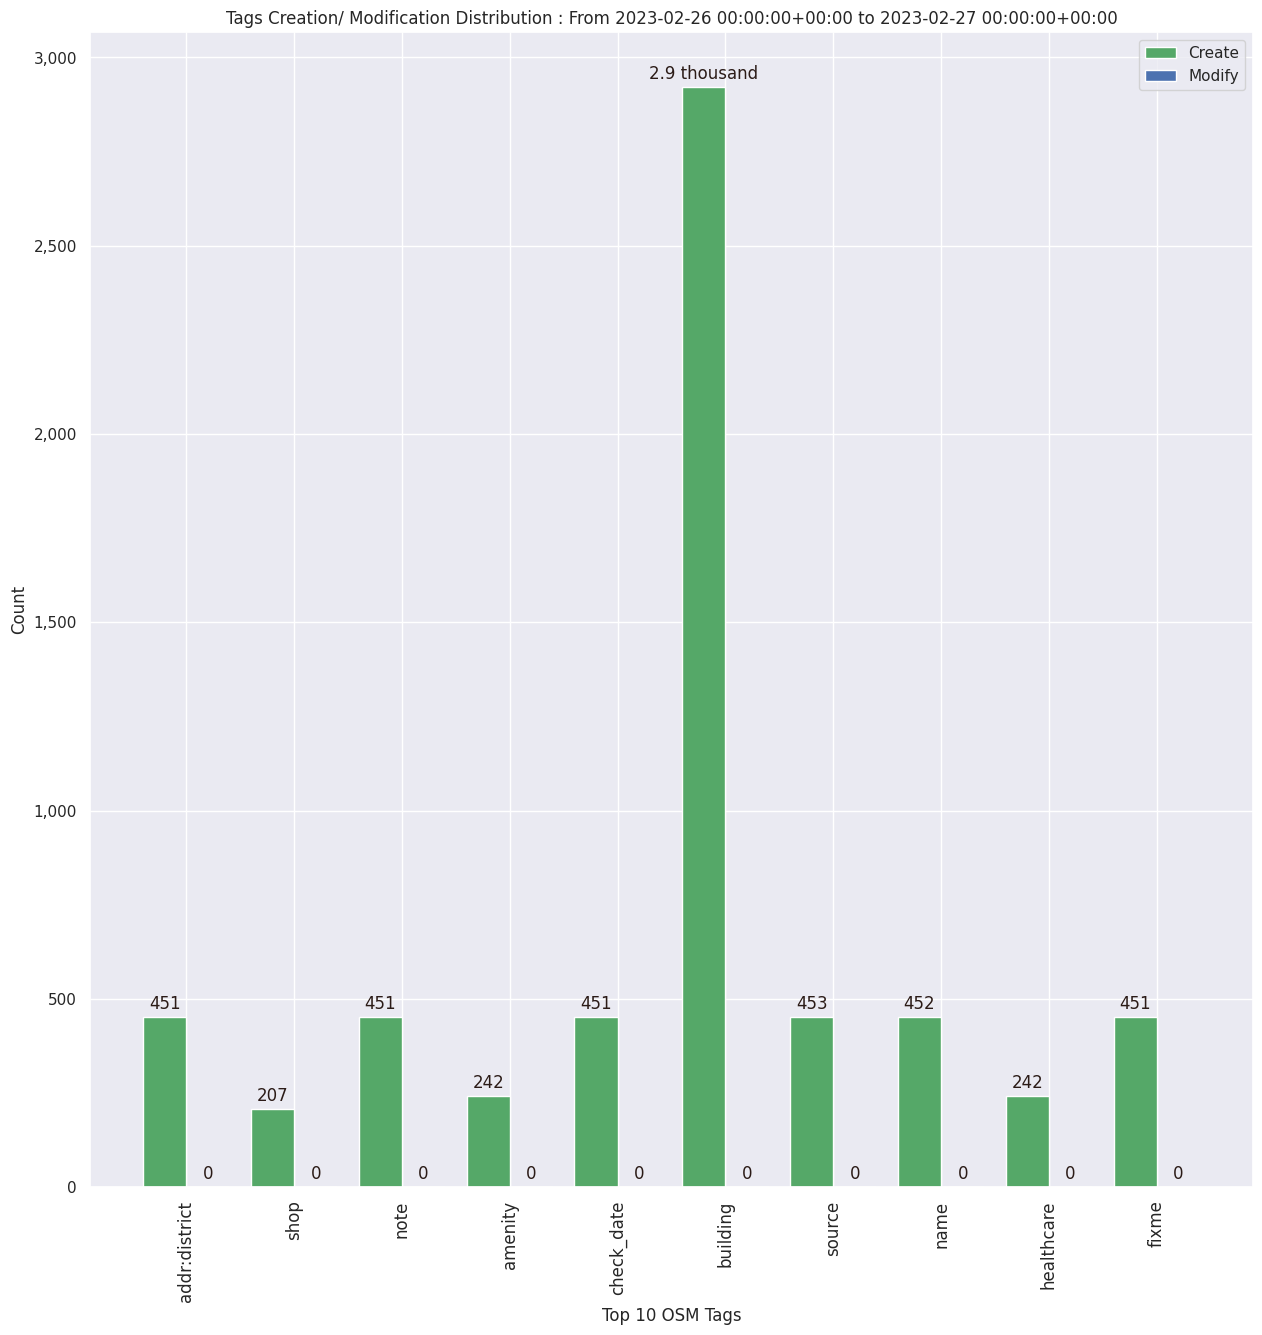 Tags Creation/ Modification Distribution : From 2023-02-26 00:00:00+00:00 to 2023-02-27 00:00:00+00:00
Create
Modify
3,000
2,500
2,000
1,500
1,000
500
0
Count
2.9 thousand
451
207
451
242
451
453
452
242
451
0
0
0
0
0
0
0
0
0
0
addr:district
shop
note
amenity
check_date
building
source
name
healthcare
fixme
Top 10 OSM Tags